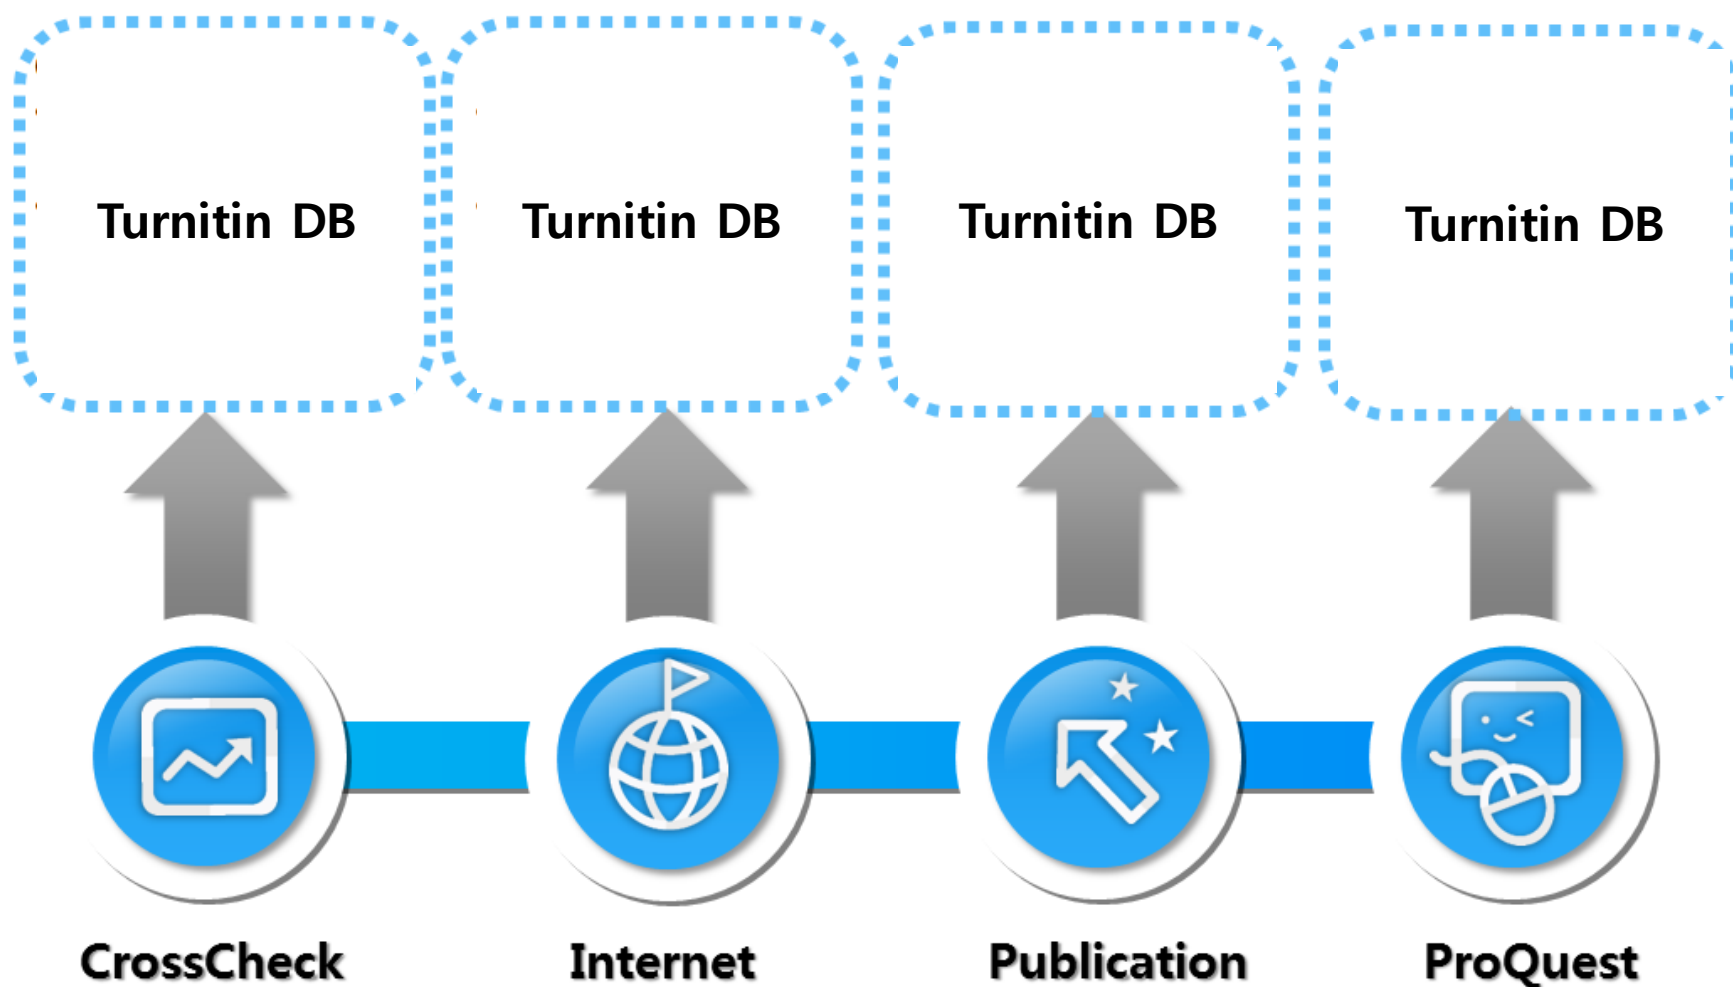 Turnitin DB
Turnitin DB
Turnitin DB
Turnitin DB
CrossCheck
Internet
Publication
ProQuest